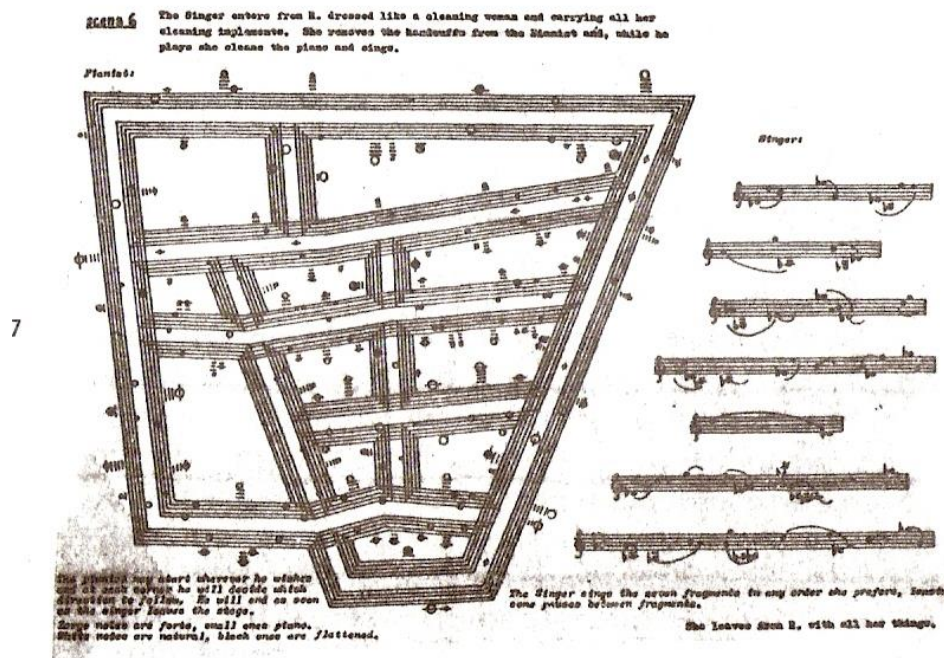 scena 6
The Singer enters from R. dressed like a cleaning woman and carrying all her
cleaning implements. She removes the handcuffs from the Pianist and, while he
plays she cleans the piano and sings.
Pianist:
Singer:
7
The pianist may start wherever he wishes
and at each corner he will decide which
direction to follow. He will end as soon
as the singer leaves the stage.
Large notes are forte, small ones piano.
White notes are natural, black ones are flattened.
The Singer sings the seven fragments in any order she prefers,
some pauses between fragments.
She leaves from R. with all her things.